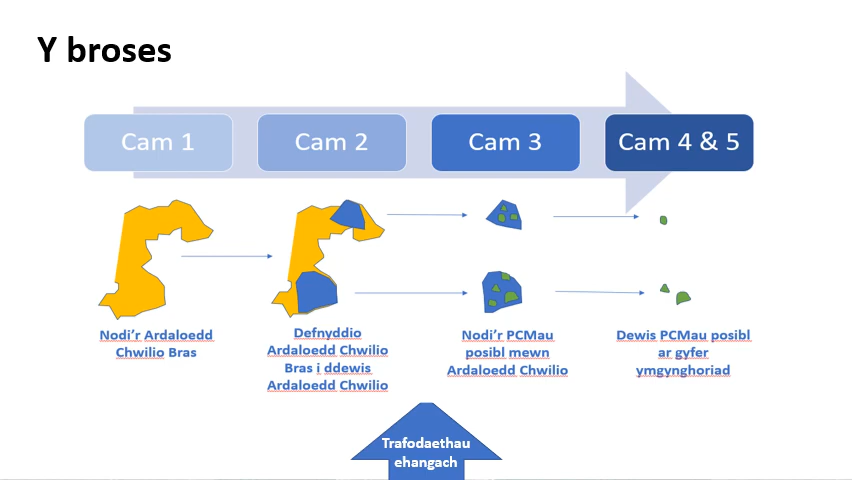 Y broses
Cam 1
Cam 2
Cam 3
Cam 4 & 5
Nodi'r Ardaloedd
Chwilio Bras
Defnyddio
Ardaloedd Chwilio
Bras i ddewis
Ardaloedd Chwilio
Nodi'r PCMau
posibl mewn
Ardaloedd Chwilio
Dewis PCMau posibl
ar gyfer
ymgynghoriad
Trafodaethau
ehangach